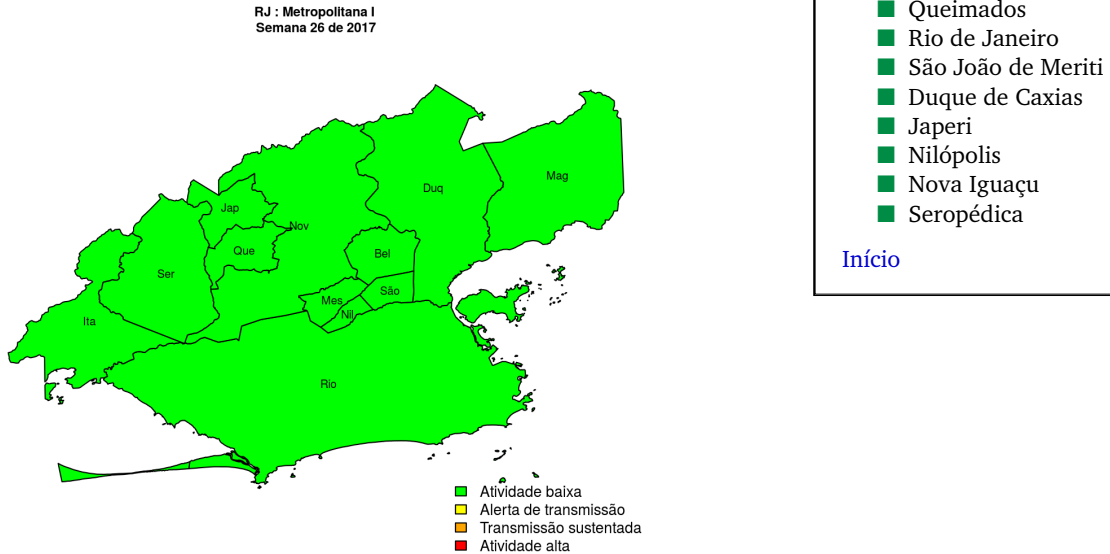 RJ : Metropolitana I
Semana 26 de 2017
Duq
Mag
Jap
Nov
Que
Bel
Ser
São
Mes
Nil
Ita
Rio
Atividade baixa
Alerta de transmissão
Transmissão sustentada
Atividade alta
Queimados
Rio de Janeiro
São João de Meriti
Duque de Caxias
Japeri
Nilópolis
Nova Iguaçu
Seropédica
Início